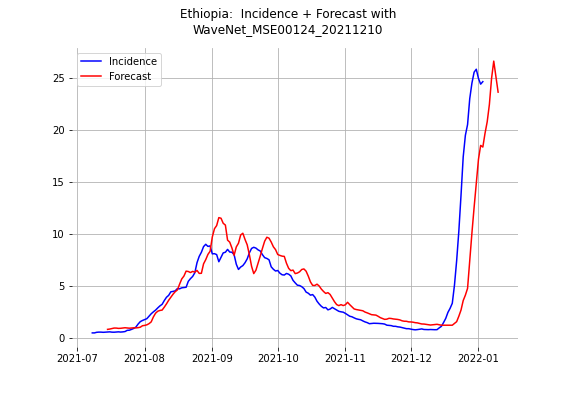 Ethiopia:  Incidence + Forecast with
WaveNet_MSE00124_20211210
Incidence
Forecast
25
20
15
10
5
0
2021-07 2021-08 2021-09 2021-10 2021-11 2021-12 2022-01